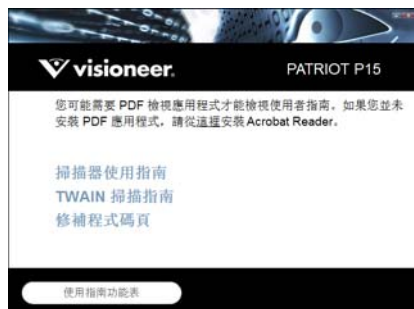 visioneer.
PATRIOT P15
您可能需要 PDF 檢視應用程式才能檢視使用者指南。如果您並未
安裝 PDF 應用程式，請從這裡安裝 Acrobat Reader。
掃描器使用指南
TWAIN 掃描指南
修補程式碼頁
使用指南功能表